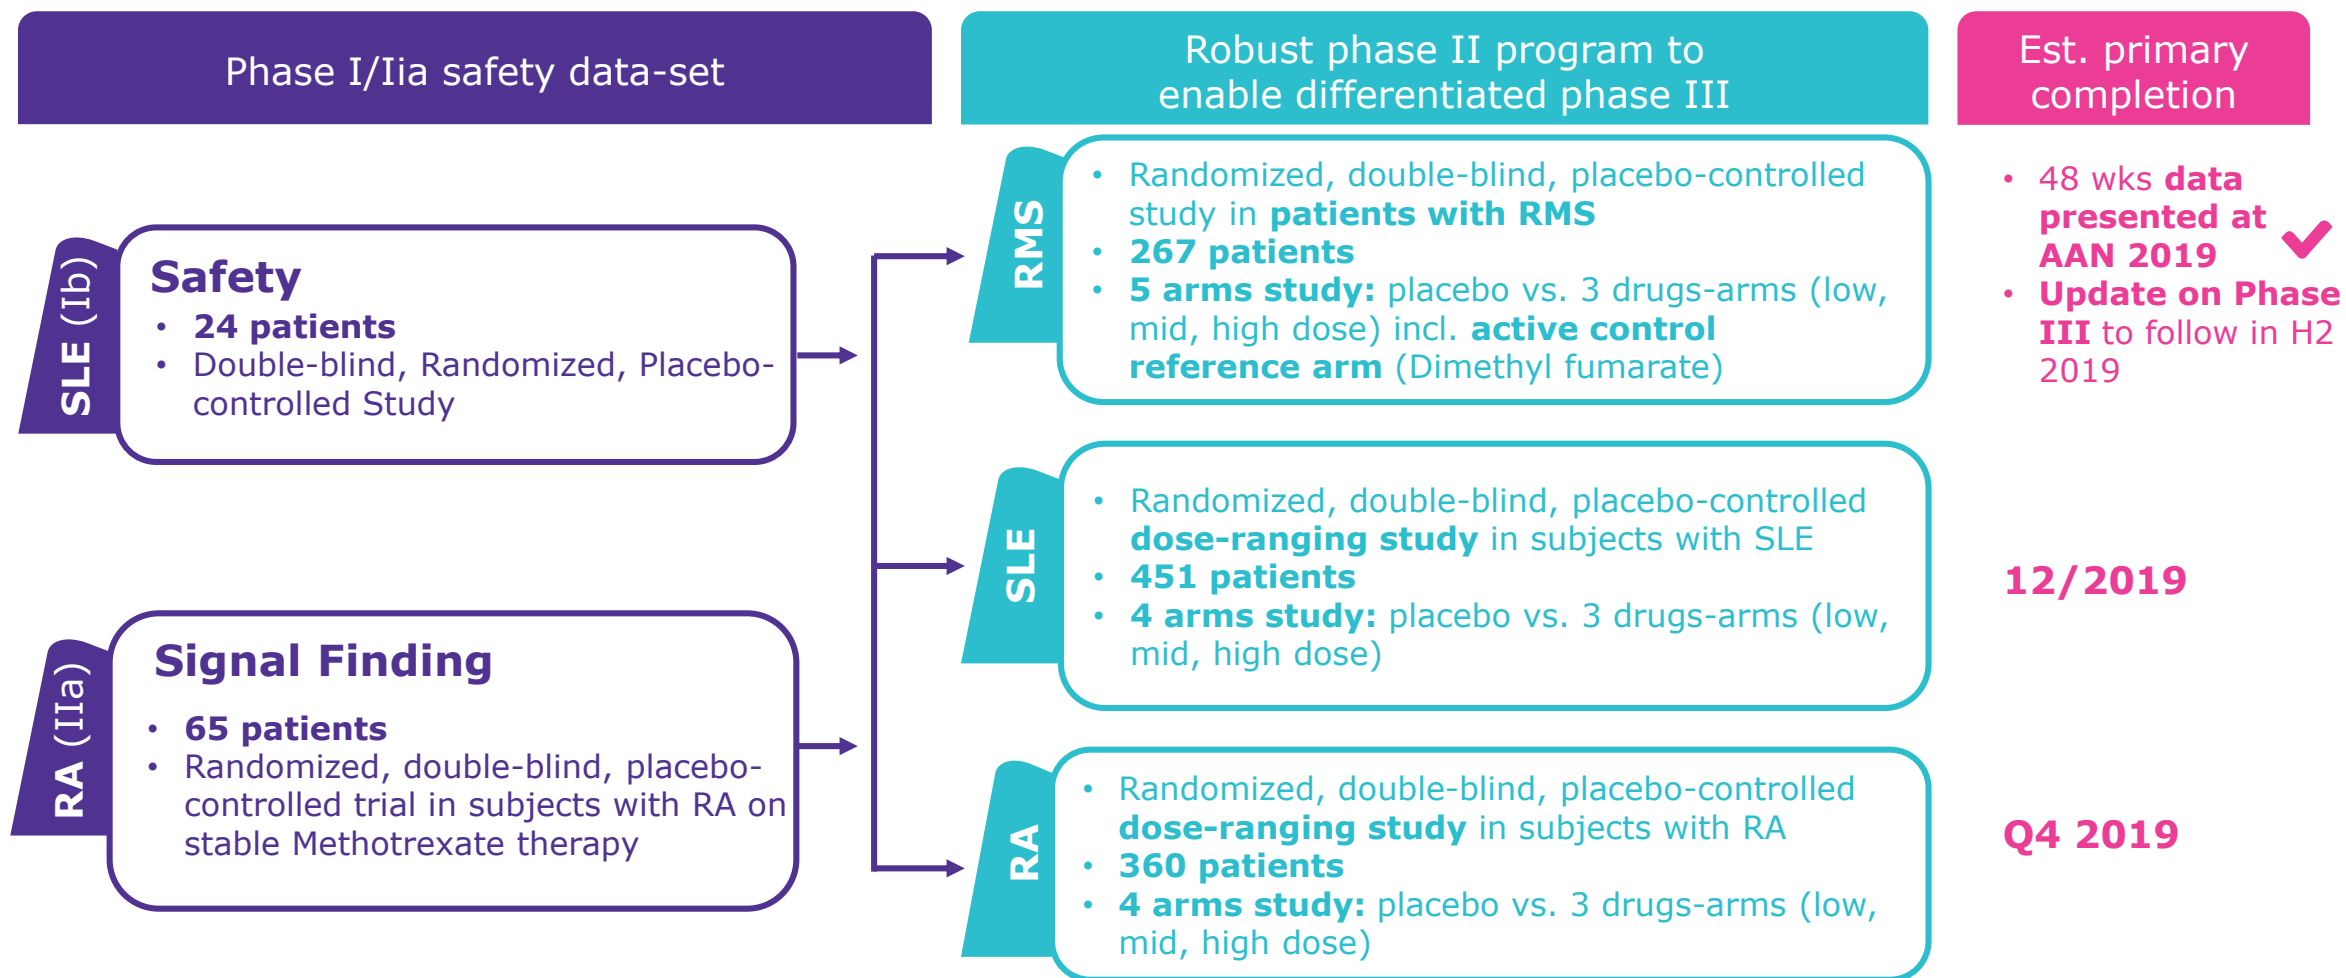 Phase I/Iia safety data-set
Robust phase II program to
enable differentiated phase III
Est. primary
completion
SLE (Ib)
Safety
• 24 patients
• Double-blind, Randomized, Placebo-
controlled Study
RA (IIa)
Signal Finding
• 65 patients
• Randomized, double-blind, placebo-
controlled trial in subjects with RA on
stable Methotrexate therapy
RMS
• Randomized, double-blind, placebo-controlled
study in patients with RMS
• 267 patients
• 5 arms study: placebo vs. 3 drugs-arms (low,
mid, high dose) incl. active control
reference arm (Dimethyl fumarate)
• 48 wks data
presented at
AAN 2019
• Update on Phase
III to follow in H2
2019
SLE
• Randomized, double-blind, placebo-controlled
dose-ranging study in subjects with SLE
• 451 patients
• 4 arms study: placebo vs. 3 drugs-arms (low,
mid, high dose)
12/2019
RA
• Randomized, double-blind, placebo-controlled
dose-ranging study in subjects with RA
• 360 patients
• 4 arms study: placebo vs. 3 drugs-arms (low,
mid, high dose)
Q4 2019